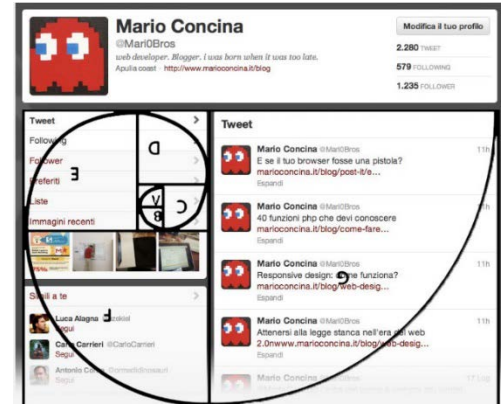 Mario Concina
@Mari0Bros
web developer. Blogger. i was born when it was too late.
Apulia coast · http://www.marioconcina.it/blog
Modifica il tuo profilo
2.280 TWEET
579 FOLLOWING
1.235 FOLLOWER
Tweet
Following
Follower
Preferiti
Liste
Immagini recenti
D
E
A
C
B
75%
Simili a te
F
Luca Alagna
Segui
Carlo Carrieri @CarloCarrieri
Segui
Antonio
Tweet
Mario Concina @Mari0Bros 11h
E se il tuo browser fosse una pistola?
marioconcina.it/blog/post-it/e...
Espandi
Mario Concina @Mari0Bros 11h
40 funzioni php che devi conoscere
marioconcina.it/blog/come-fare...
Espandi
Mario Concina @Mari0Bros 11h
Responsive design: come funziona?
marioconcina.it/blog/web-desig...
Espandi
G
Mario Concina @Mari0Bros 11h
Attenersi alla legge stanca nell'era del web
2.0www.marioconcina.it/blog/web-desig...
Espandi
Mario Concina @Mari0Bros 17 Lug